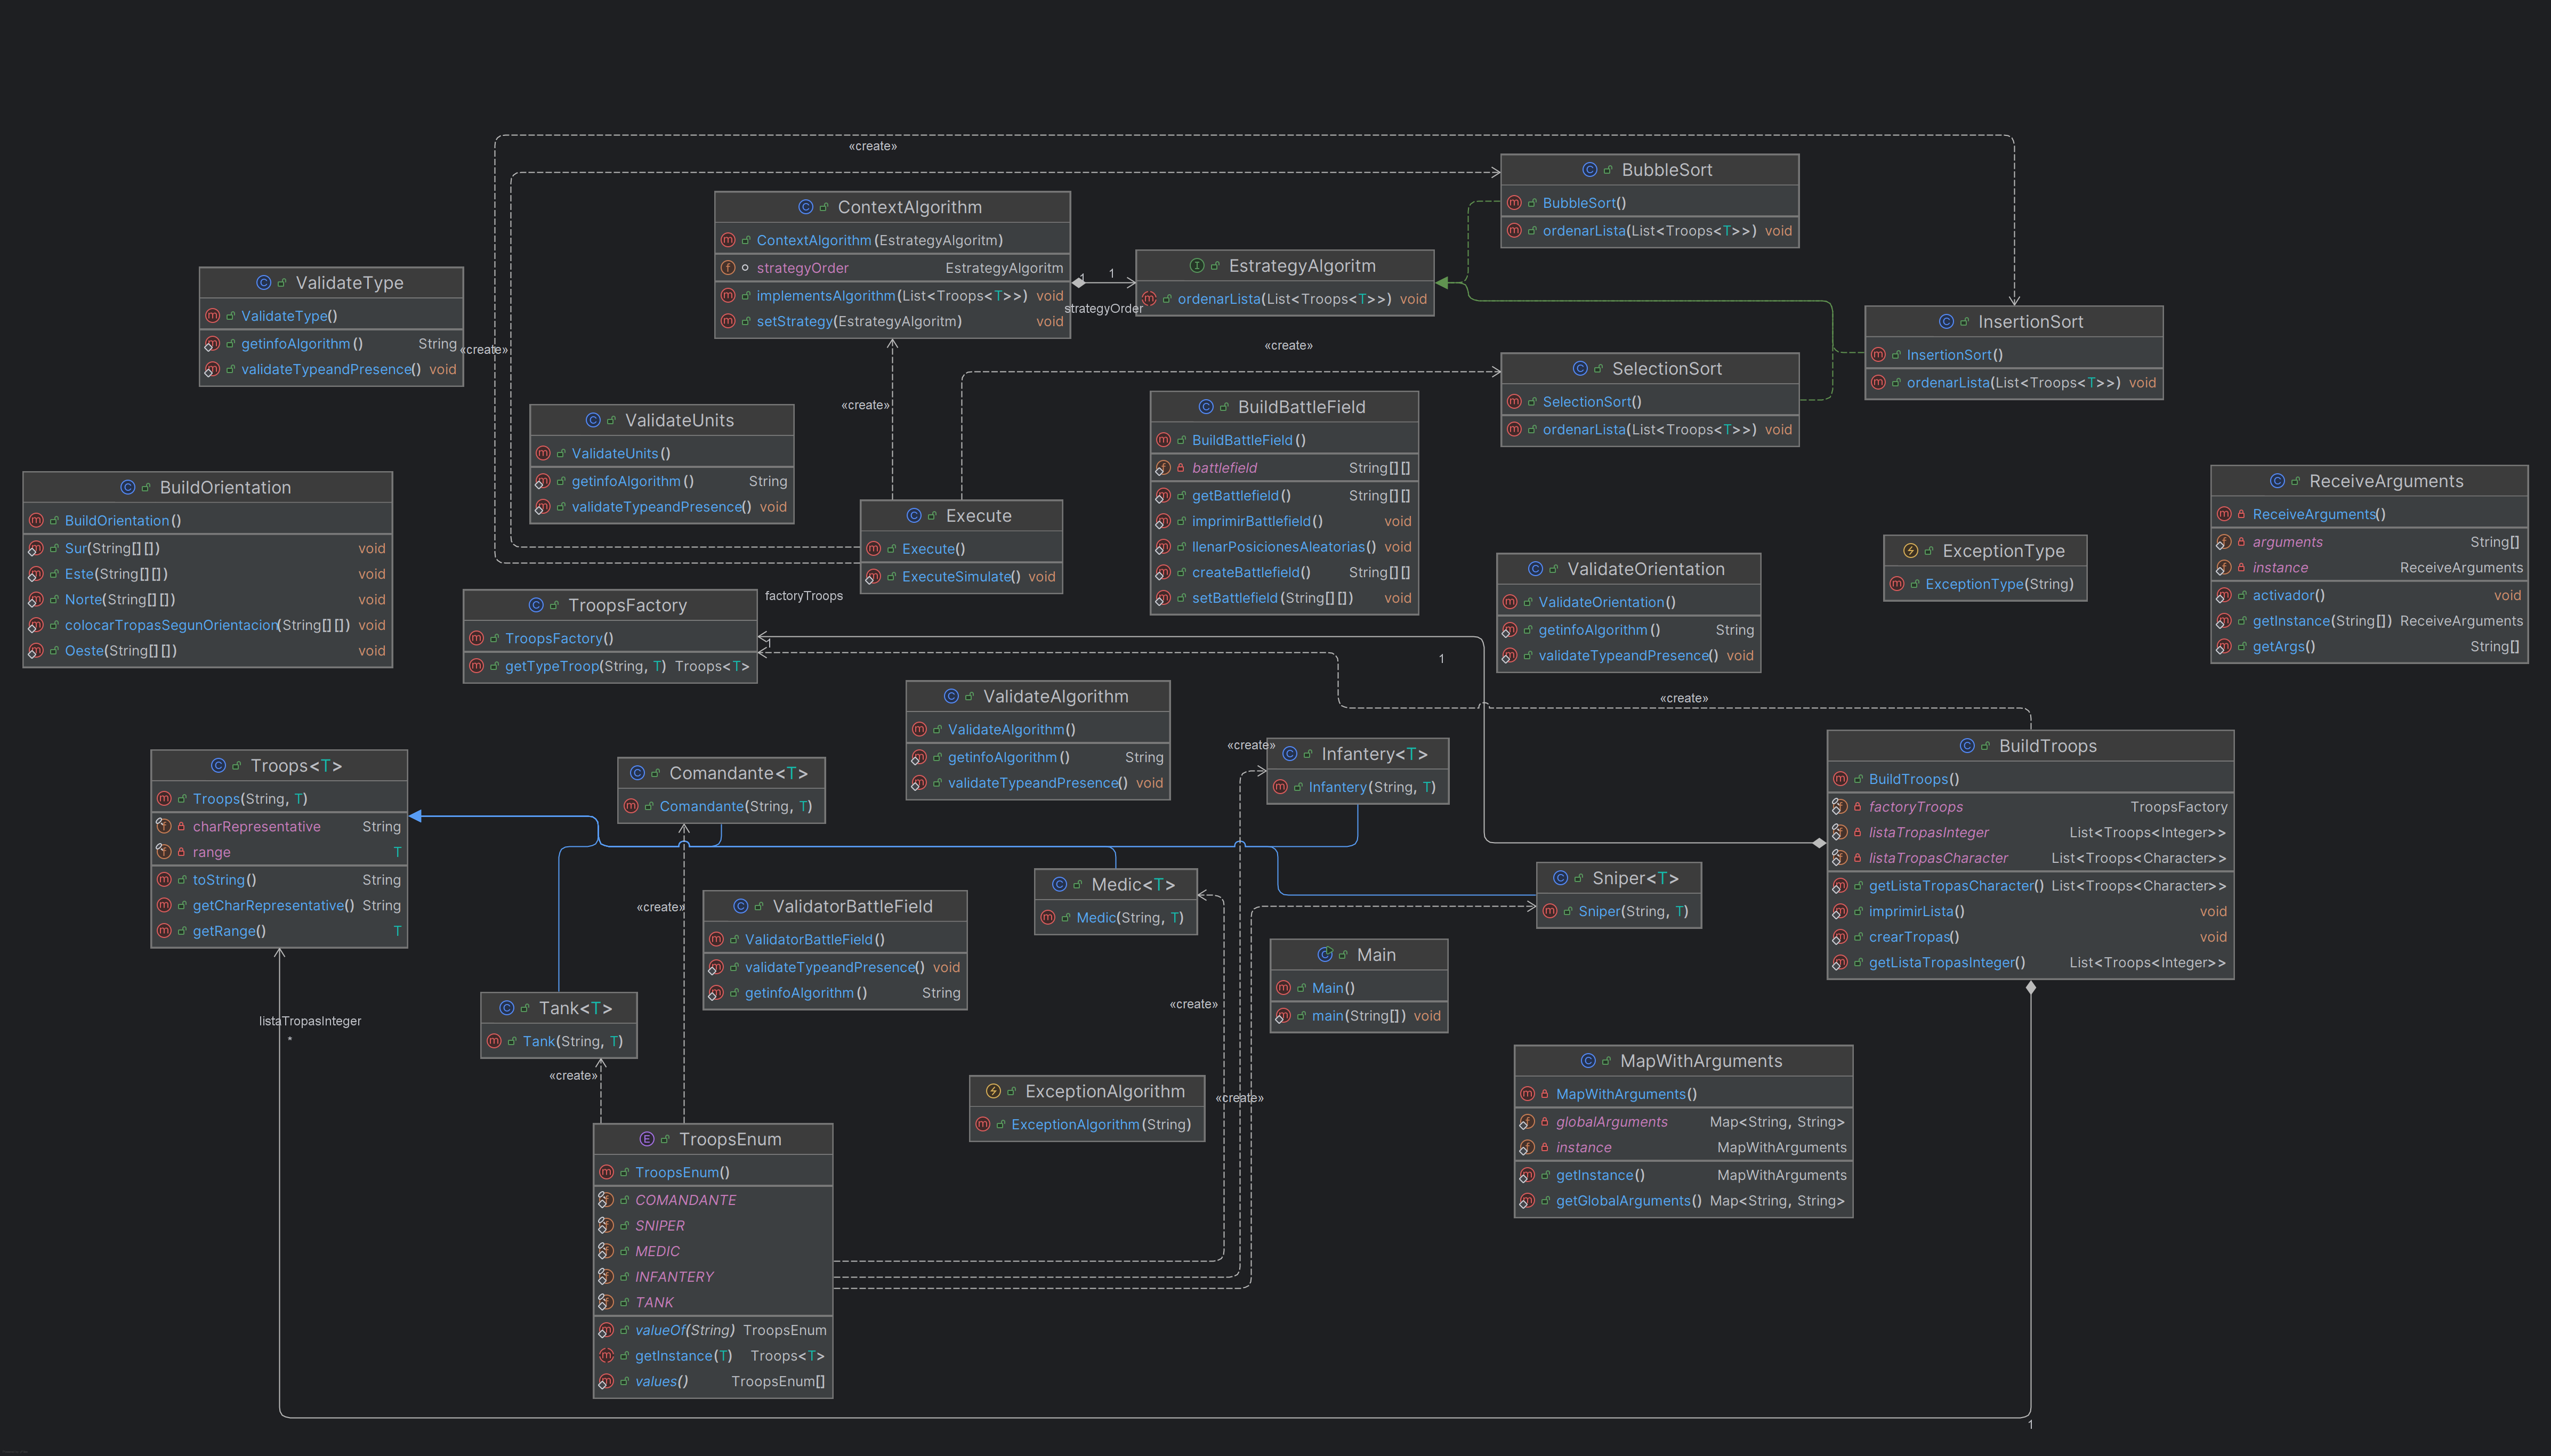 «create»
BubbleSort
BubbleSort()
ordenarLista(List<Troops<T>>) void
ContextAlgorithm
ContextAlgorithm(EstrategyAlgoritm)
strategyOrder EstrategyAlgoritm
implementsAlgorithm(List<Troops<T>>) void
setStrategy(EstrategyAlgoritm) void
1
1
strategyOrder
EstrategyAlgoritm
ordenarLista(List<Troops<T>>) void
ValidateType
ValidateType()
getinfoAlgorithm() String
validateTypeandPresence() void
«create»
InsertionSort
InsertionSort()
ordenarLista(List<Troops<T>>) void
«create»
SelectionSort
SelectionSort()
ordenarLista(List<Troops<T>>) void
«create»
ValidateUnits
ValidateUnits()
getinfoAlgorithm() String
validateTypeandPresence() void
BuildBattleField
BuildBattleField()
battlefield String[][]
getBattlefield() String[][]
imprimirBattlefield() void
llenarPosicionesAleatorias() void
createBattlefield() String[][]
setBattlefield(String[][]) void
BuildOrientation
BuildOrientation()
Sur(String[][]) void
Este(String[][]) void
Norte(String[][]) void
colocarTropasSegunOrientacion(String[][]) void
Oeste(String[][]) void
Execute
Execute()
ExecuteSimulate() void
ReceiveArguments
ReceiveArguments()
arguments String[]
instance ReceiveArguments
activador() void
getInstance(String[]) ReceiveArguments
getArgs() String[]
ExceptionType
ExceptionType(String)
ValidateOrientation
ValidateOrientation()
getinfoAlgorithm() String
validateTypeandPresence() void
TroopsFactory
TroopsFactory()
getTypeTroop(String, T) Troops<T>
factoryTroops
1
1
«create»
ValidateAlgorithm
ValidateAlgorithm()
getinfoAlgorithm() String
validateTypeandPresence() void
«create»
Infantery<T>
Infantery(String, T)
BuildTroops
BuildTroops()
factoryTroops TroopsFactory
listaTropasInteger List<Troops<Integer>>
listaTropasCharacter List<Troops<Character>>
getListaTropasCharacter() List<Troops<Character>>
imprimirLista() void
crearTropas() void
getListaTropasInteger() List<Troops<Integer>>
Troops<T>
Troops(String, T)
charRepresentative String
range T
toString() String
getCharRepresentative() String
getRange() T
Comandante<T>
Comandante(String, T)
Medic<T>
Medic(String, T)
Sniper<T>
Sniper(String, T)
«create»
ValidatorBattleField
ValidatorBattleField()
validateTypeandPresence() void
getinfoAlgorithm() String
Main
Main()
main(String[]) void
«create»
Tank<T>
Tank(String, T)
listaTropasInteger
*
«create»
MapWithArguments
MapWithArguments()
globalArguments Map<String, String>
instance MapWithArguments
getInstance() MapWithArguments
getGlobalArguments() Map<String, String>
ExceptionAlgorithm
ExceptionAlgorithm(String)
«create»
TroopsEnum
TroopsEnum()
COMANDANTE
SNIPER
MEDIC
INFANTERY
TANK
valueOf(String) TroopsEnum
getInstance(T) Troops<T>
values() TroopsEnum[]
1